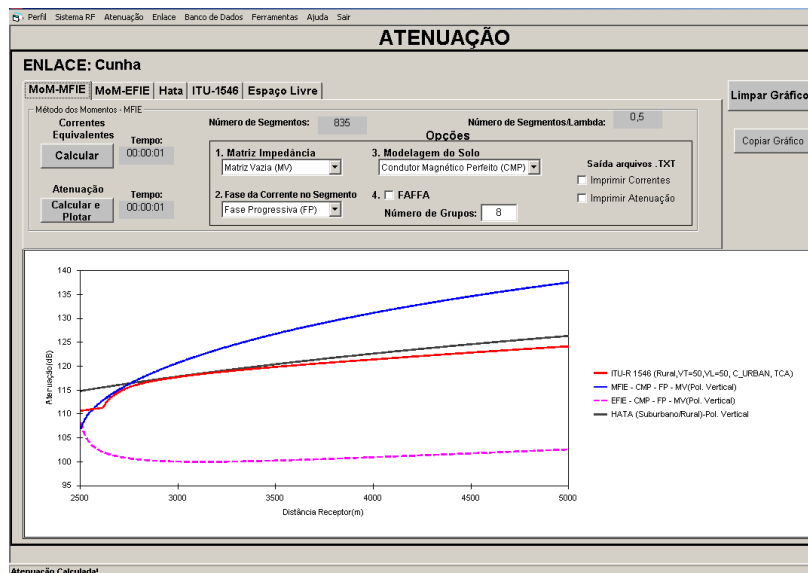 Perfil Sistema RF Atenuação Enlace Banco de Dados Ferramentas Ajuda Sair
ATENUAÇÃO
ENLACE: Cunha
MoM-MFIE MoM-EFIE Hata ITU-1546 Espaço Livre
Limpar Gráfico
Copiar Gráfico
Método dos Momentos - MFIE
Correntes
Equivalentes
Tempo:
Calcular
00:00:01
Atenuação
Tempo:
Calcular e
Plotar
00:00:01
Número de Segmentos: 835
Número de Segmentos/Lambda: 0,5
Opções
1. Matriz Impedância
Matriz Vazia (MV)
2. Fase da Corrente no Segmento
Fase Progressiva (FP)
3. Modelagem do Solo
Condutor Magnético Perfeito (CMP)
4. FAFFA
Número de Grupos: 8
Saída arquivos .TXT
Imprimir Correntes
Imprimir Atenuação
140
135
130
125
120
115
110
105
100
95
Atenuação(dB)
2500 3000 3500 4000 4500 5000
Distância Receptor(m)
ITU-R 1546 (Rural,VT=50,VL=50, C_URBAN, TCA)
MFIE - CMP - FP - MV(Pol. Vertical)
EFIE - CMP - FP - MV(Pol. Vertical)
HATA (Suburbano/Rural)-Pol. Vertical
Atenuação Calculada!